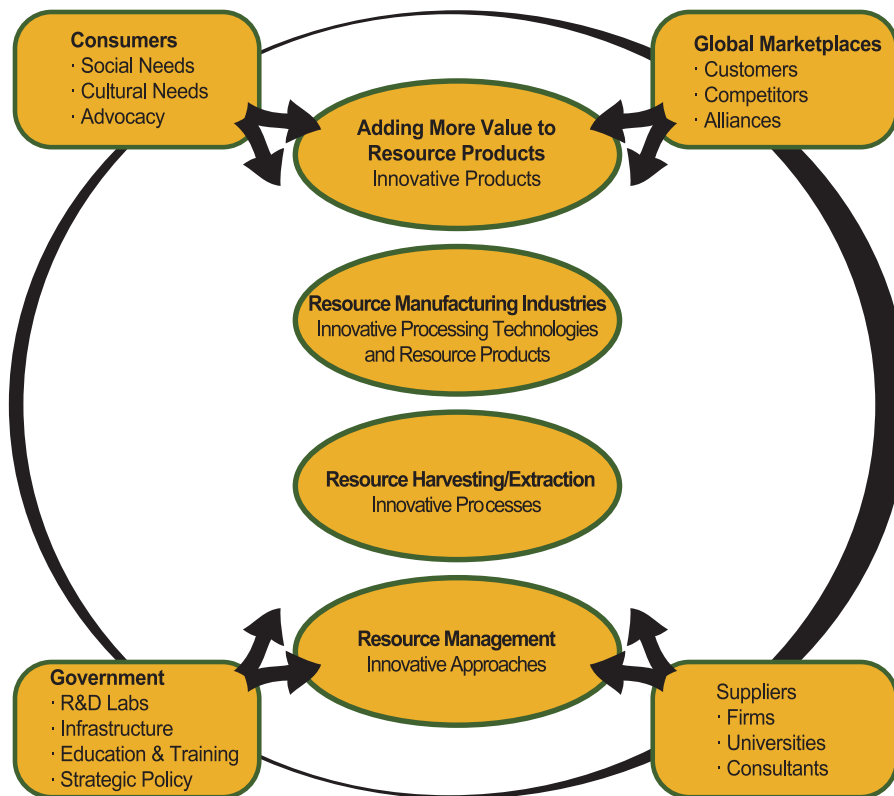 Consumers
· Social Needs
· Cultural Needs
· Advocacy
Global Marketplaces
· Customers
· Competitors
· Alliances
Adding More Value to
Resource Products
Innovative Products
Resource Manufacturing Industries
Innovative Processing Technologies
and Resource Products
Resource Harvesting/Extraction
Innovative Processes
Resource Management
Innovative Approaches
Government
· R&D Labs
· Infrastructure
· Education & Training
· Strategic Policy
Suppliers
· Firms
· Universities
· Consultants